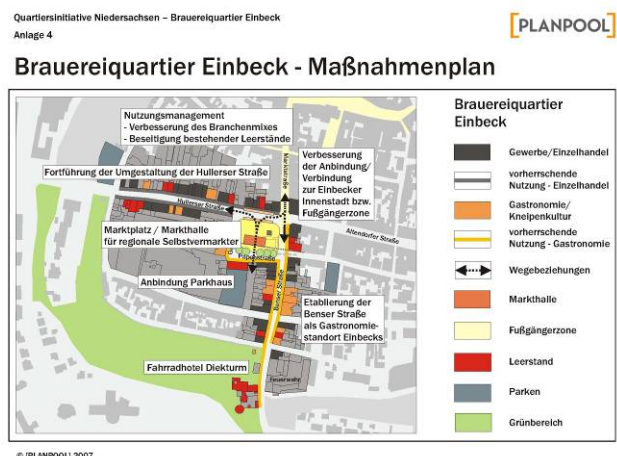 Quartiersinitiative Niedersachsen – Brauereiquartier Einbeck
Anlage 4
[PLANPOOL]
Brauereiquartier Einbeck - Maßnahmenplan
Nutzungsmanagement
- Verbesserung des Branchenmixes
- Beseitigung bestehender Leerstände
Verbesserung
der Anbindung/
Verbindung
zur Einbecker
Innenstadt bzw.
Fußgängerzone
Fortführung der Umgestaltung der Hullerser Straße
Marktstraße
Hullerser Straße
Marktplatz / Markthalle
für regionale Selbstvermarkter
Altendorfer Straße
Papenstraße
Anbindung Parkhaus
Benser Straße
Etablierung der
Benser Straße
als Gastronomie-
standort Einbecks
Fahrradhotel Diekturm
Feuerwehr
Brauereiquartier
Einbeck
Gewerbe/Einzelhandel
vorherrschende
Nutzung - Einzelhandel
Gastronomie/
Kneipenkultur
vorherrschende
Nutzung - Gastronomie
Wegebeziehungen
Markthalle
Fußgängerzone
Leerstand
Parken
Grünbereich
© [PLANPOOL] 2007